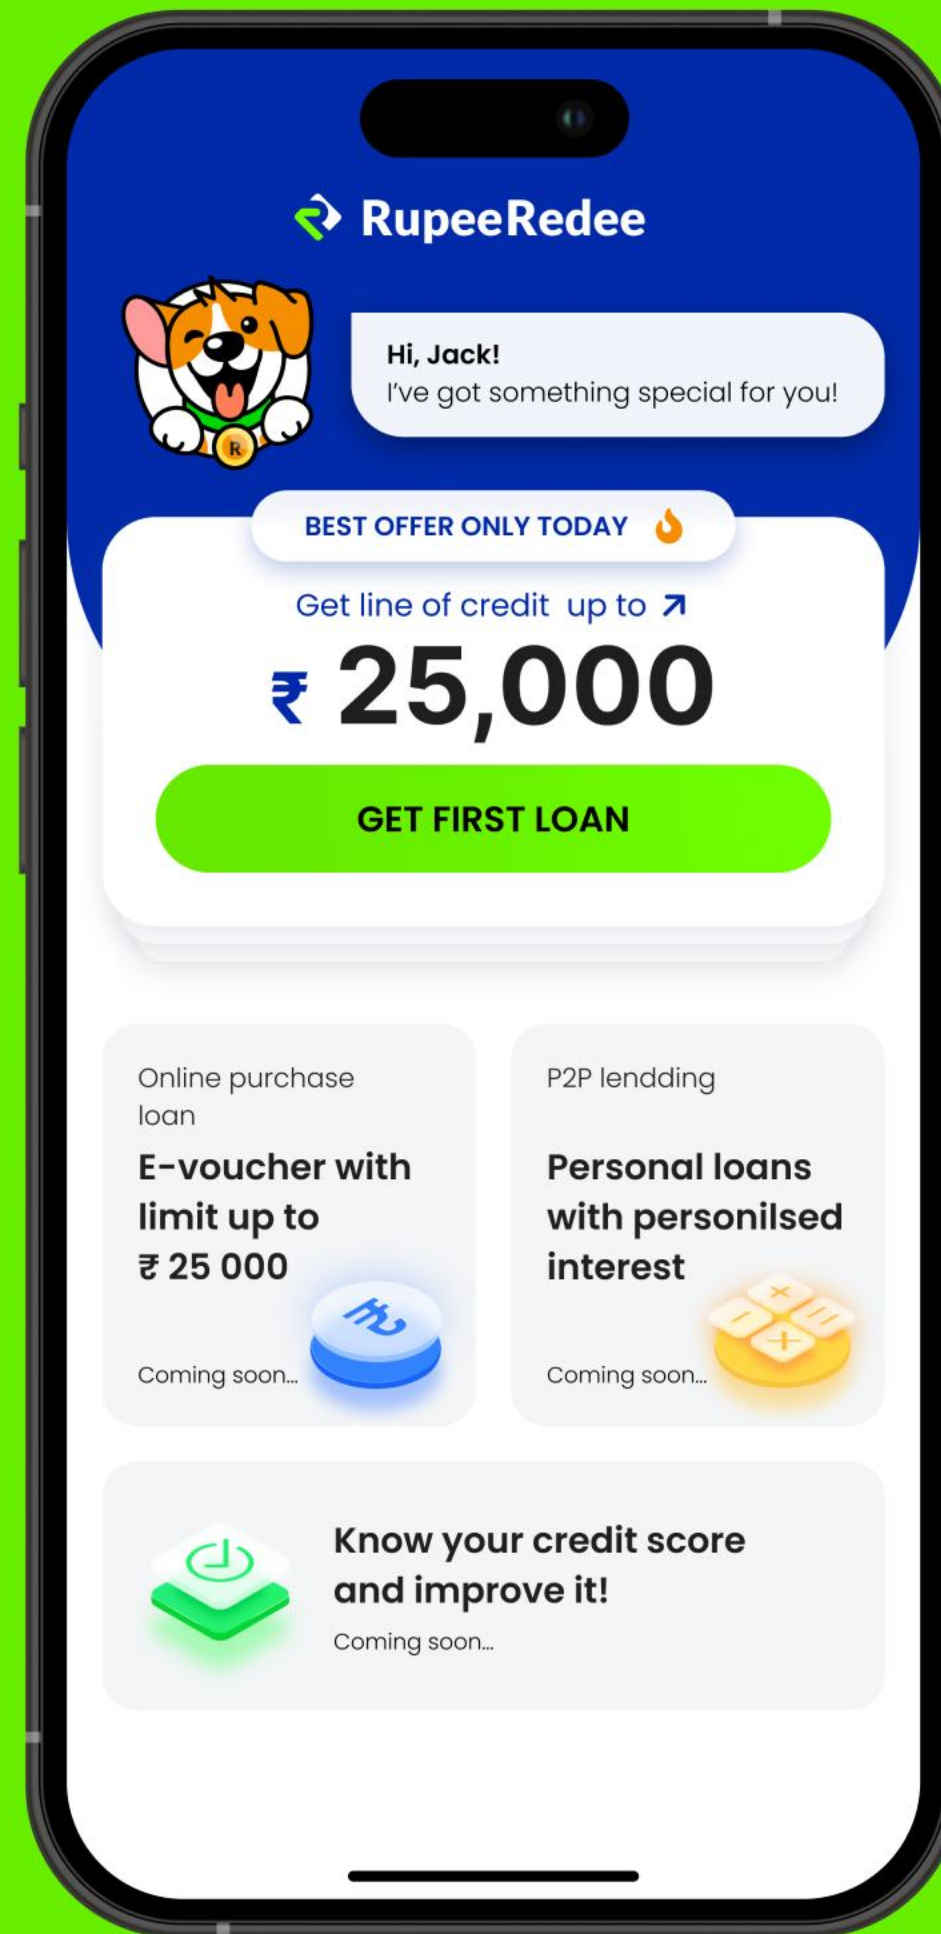 RupeeRedee
Hi, Jack!
I've got something special for you!
R
BEST OFFER ONLY TODAY
Get line of credit up to
₹ 25,000
GET FIRST LOAN
Online purchase
loan
E-voucher with
limit up to
₹ 25 000
Coming soon...
₹
P2P lendding
Personal loans
with personilsed
interest
Coming soon...
Know your credit score
and improve it!
Coming soon...